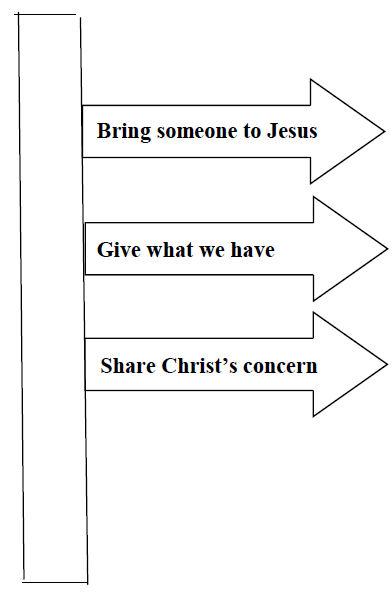 Bring someone to Jesus
Give what we have
Share Christ’s concern